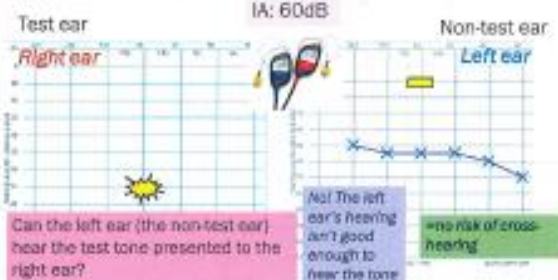 IA: 60dB
Test ear
Right ear
Non-test ear
Left ear
Can the left ear (the non-test ear)
hear the test tone presented to the
right ear?
No! The left
ear's hearing
isn't good
enough to
hear the tone
=no risk of cross-
hearing